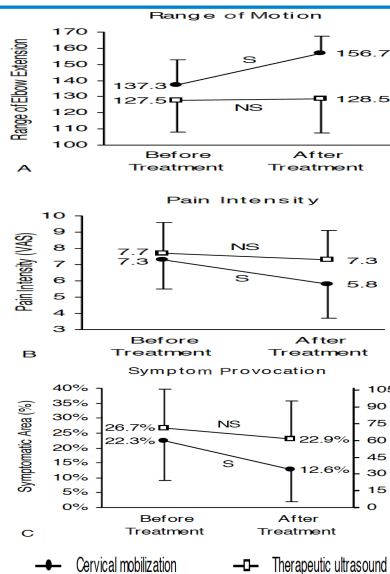 Range of Motion
Range of Elbow Extension
170
160
150
140
130
120
110
100
137.3
127.5
S
NS
156.7
128.5
Before Treatment
After Treatment
A
Pain Intensity
Pain Intensity (VAS)
10
9
8
7
6
5
4
3
7.7
7.3
NS
S
7.3
5.8
Before Treatment
After Treatment
B
Symptom Provocation
Symptomatic Area (%)
40%
35%
30%
25%
20%
15%
10%
5%
0%
26.7%
22.3%
NS
S
22.9%
12.6%
105
90
75
60
45
30
15
0
Before Treatment
After Treatment
C
Cervical mobilization
Therapeutic ultrasound